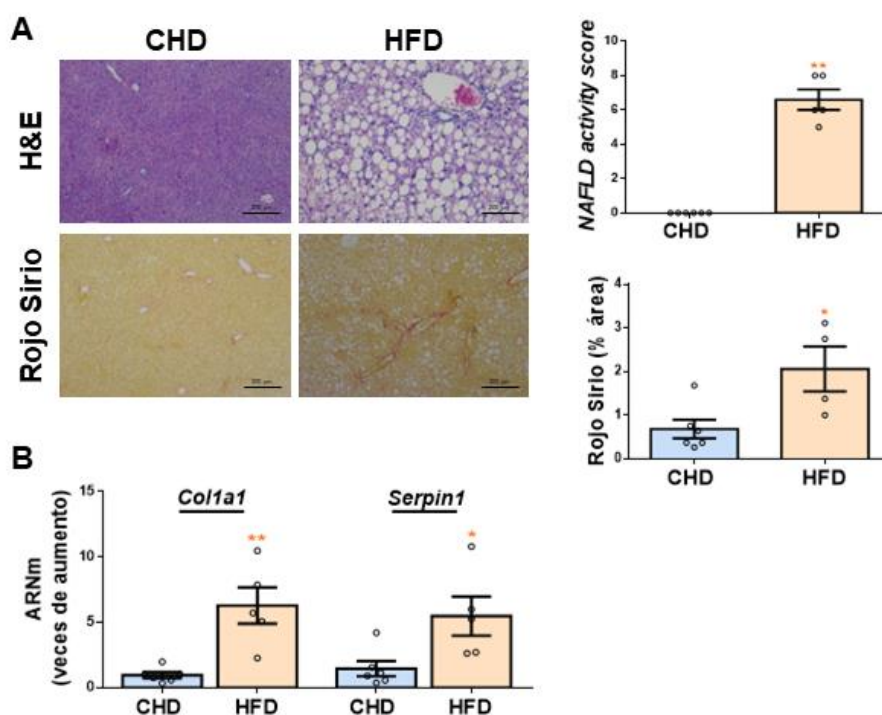 A
CHD
HFD
H&E
Rojo Sirio
NAFLD activity score
10
8
6
4
2
0
**
CHD
HFD
Rojo Sirio (% área)
4
3
2
1
0
*
CHD
HFD
B
ARNm
(veces de aumento)
15
10
5
0
Col1a1
Serpin1
**
*
CHD
HFD
CHD
HFD